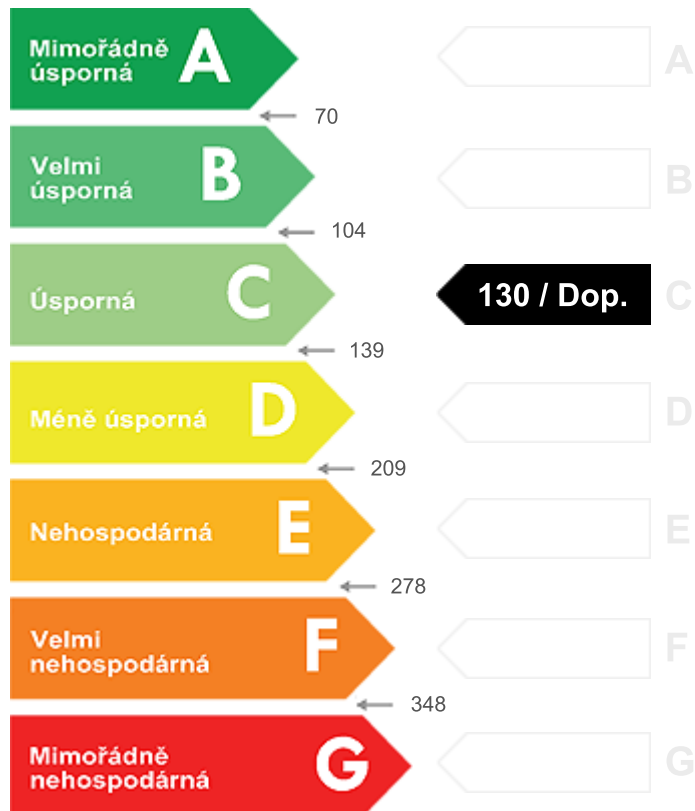 Mimořádně
úsporná
A
A
70
Velmi
úsporná
B
B
104
Úsporná
C
130 / Dop.
C
139
Méně úsporná
D
D
209
Nehospodárná
E
E
278
Velmi
nehospodárná
F
F
348
Mimořádně
nehospodárná
G
G